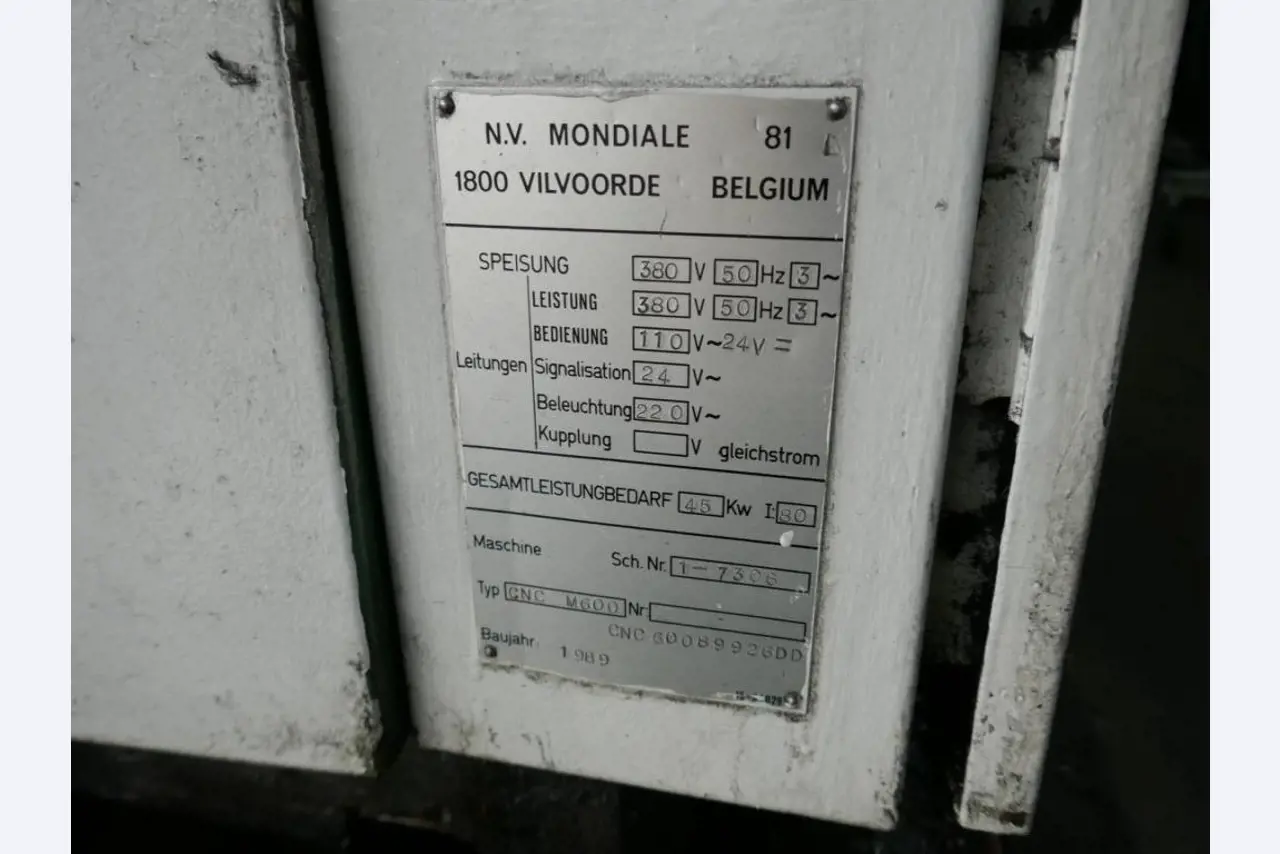 N.V. MONDIALE 81
1800 VILVOORDE BELGIUM
SPEISUNG 380 V 50 Hz 3 ~
LEISTUNG 380 V 50 Hz 3 ~
BEDIENUNG 110 V~24V =
Leitungen Signalisation 24 V~
Beleuchtung 220 V~
Kupplung V gleichstrom
GESAMTLEISTUNGBEDARF 45 Kw I: 80
Maschine Sch. Nr. 1-7306
Typ CNC M600 Nr
CNC 60089926DD
Baujahr 1989